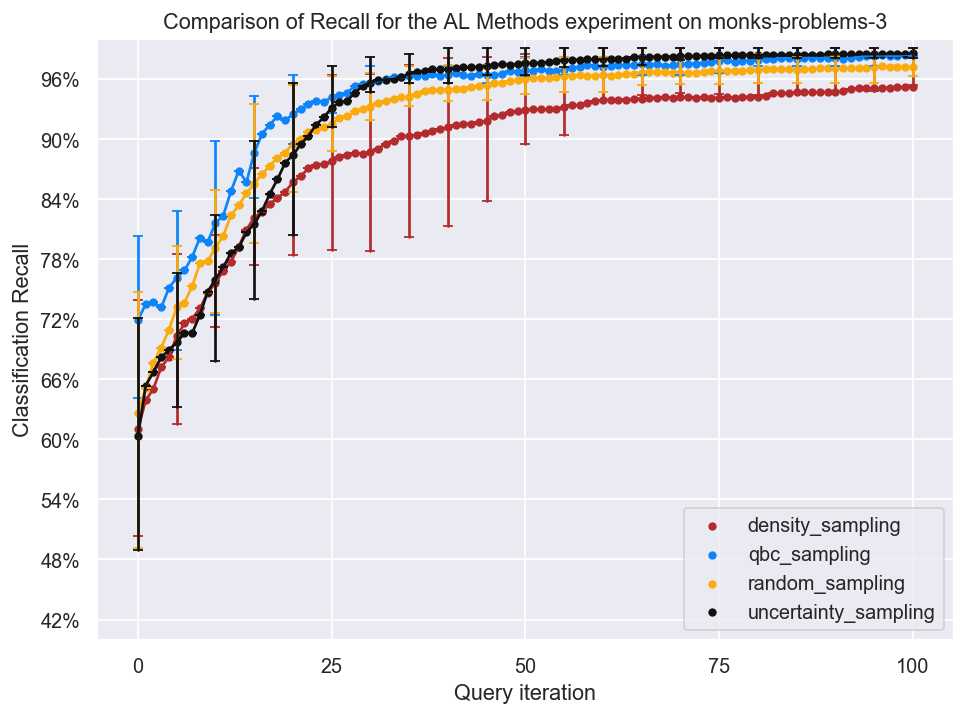 Comparison of Recall for the AL Methods experiment on monks-problems-3
Classification Recall
96%
90%
84%
78%
72%
66%
60%
54%
48%
42%
density_sampling
qbc_sampling
random_sampling
uncertainty_sampling
0 25 50 75 100
Query iteration